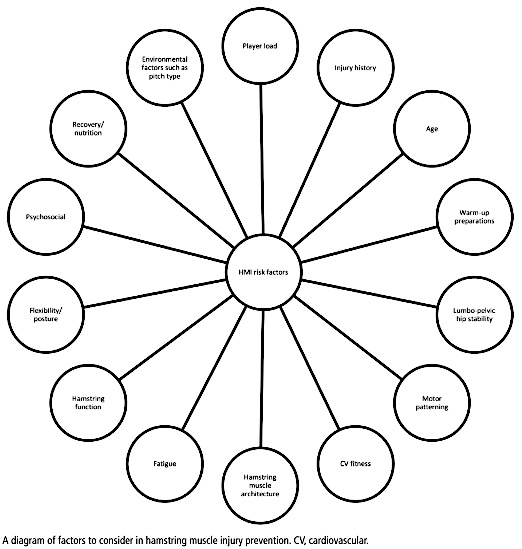 Player load
Environmental
factors such as
pitch type
Injury history
Recovery/
nutrition
Age
Psychosocial
Warm-up
preparations
HMI risk factors
Flexibility/
posture
Lumbo-pelvic
hip stability
Hamstring
function
Motor
patterning
Fatigue
CV fitness
Hamstring
muscle
architecture
A diagram of factors to consider in hamstring muscle injury prevention. CV, cardiovascular.